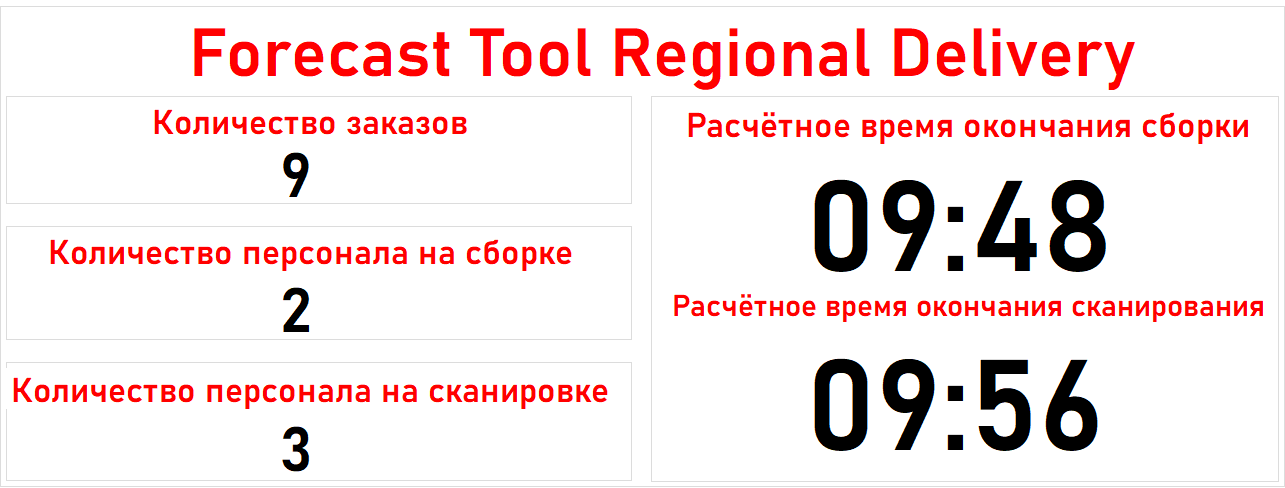 Forecast Tool Regional Delivery
Количество заказов
9
Количество персонала на сборке
2
Количество персонала на сканировке
3
Расчётное время окончания сборки
09:48
Расчётное время окончания сканирования
09:56